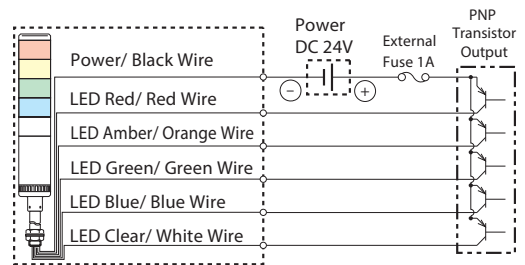 Power
DC 24V
External
Fuse 1A
PNP
Transistor
Output
Power/ Black Wire
− +
LED Red/ Red Wire
LED Amber/ Orange Wire
LED Green/ Green Wire
LED Blue/ Blue Wire
LED Clear/ White Wire